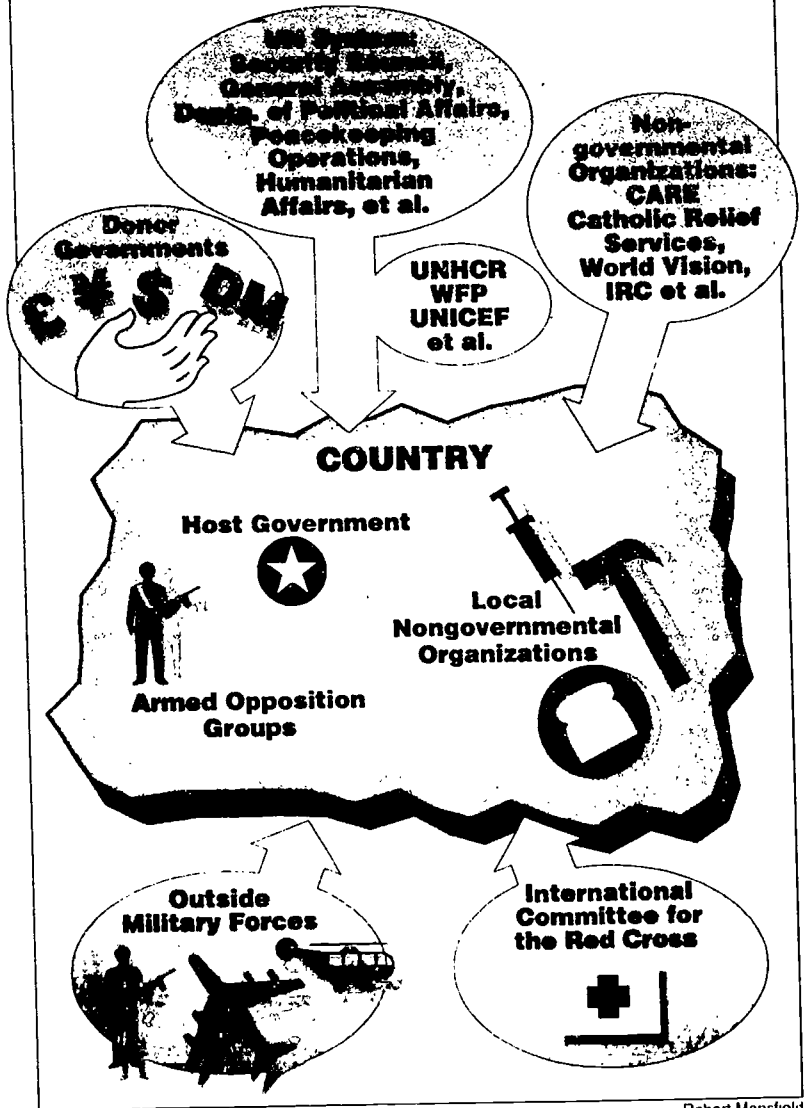 UN System:
Security Council,
General Assembly,
Depts. of Political Affairs,
Peacekeeping
Operations,
Humanitarian
Affairs, et al.
Non-
governmental
Organizations:
CARE
Catholic Relief
Services,
World Vision,
IRC et al.
Donor
Governments
£ ¥ $ DM
UNHCR
WFP
UNICEF
et al.
COUNTRY
Host Government
Local
Nongovernmental
Organizations
Armed Opposition
Groups
Outside
Military Forces
International
Committee for
the Red Cross
Robert Mansfield